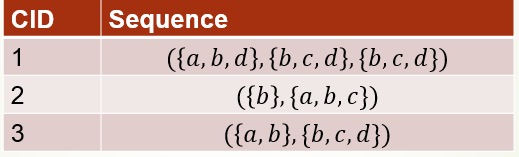 CID Sequence
1 ({a, b, d}, {b, c, d}, {b, c, d})
2 ({b}, {a, b, c})
3 ({a, b}, {b, c, d})